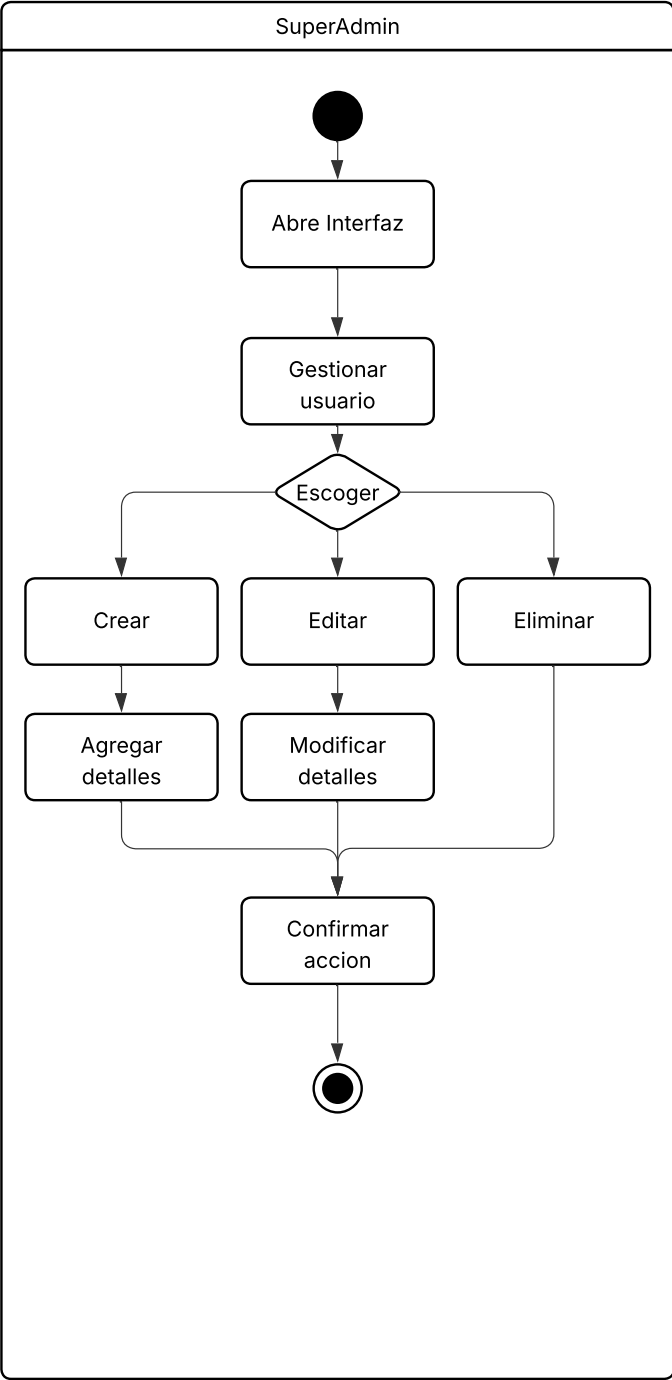 SuperAdmin
Abre Interfaz
Gestionar
usuario
Escoger
Crear
Editar
Eliminar
Agregar
detalles
Modificar
detalles
Confirmar
accion